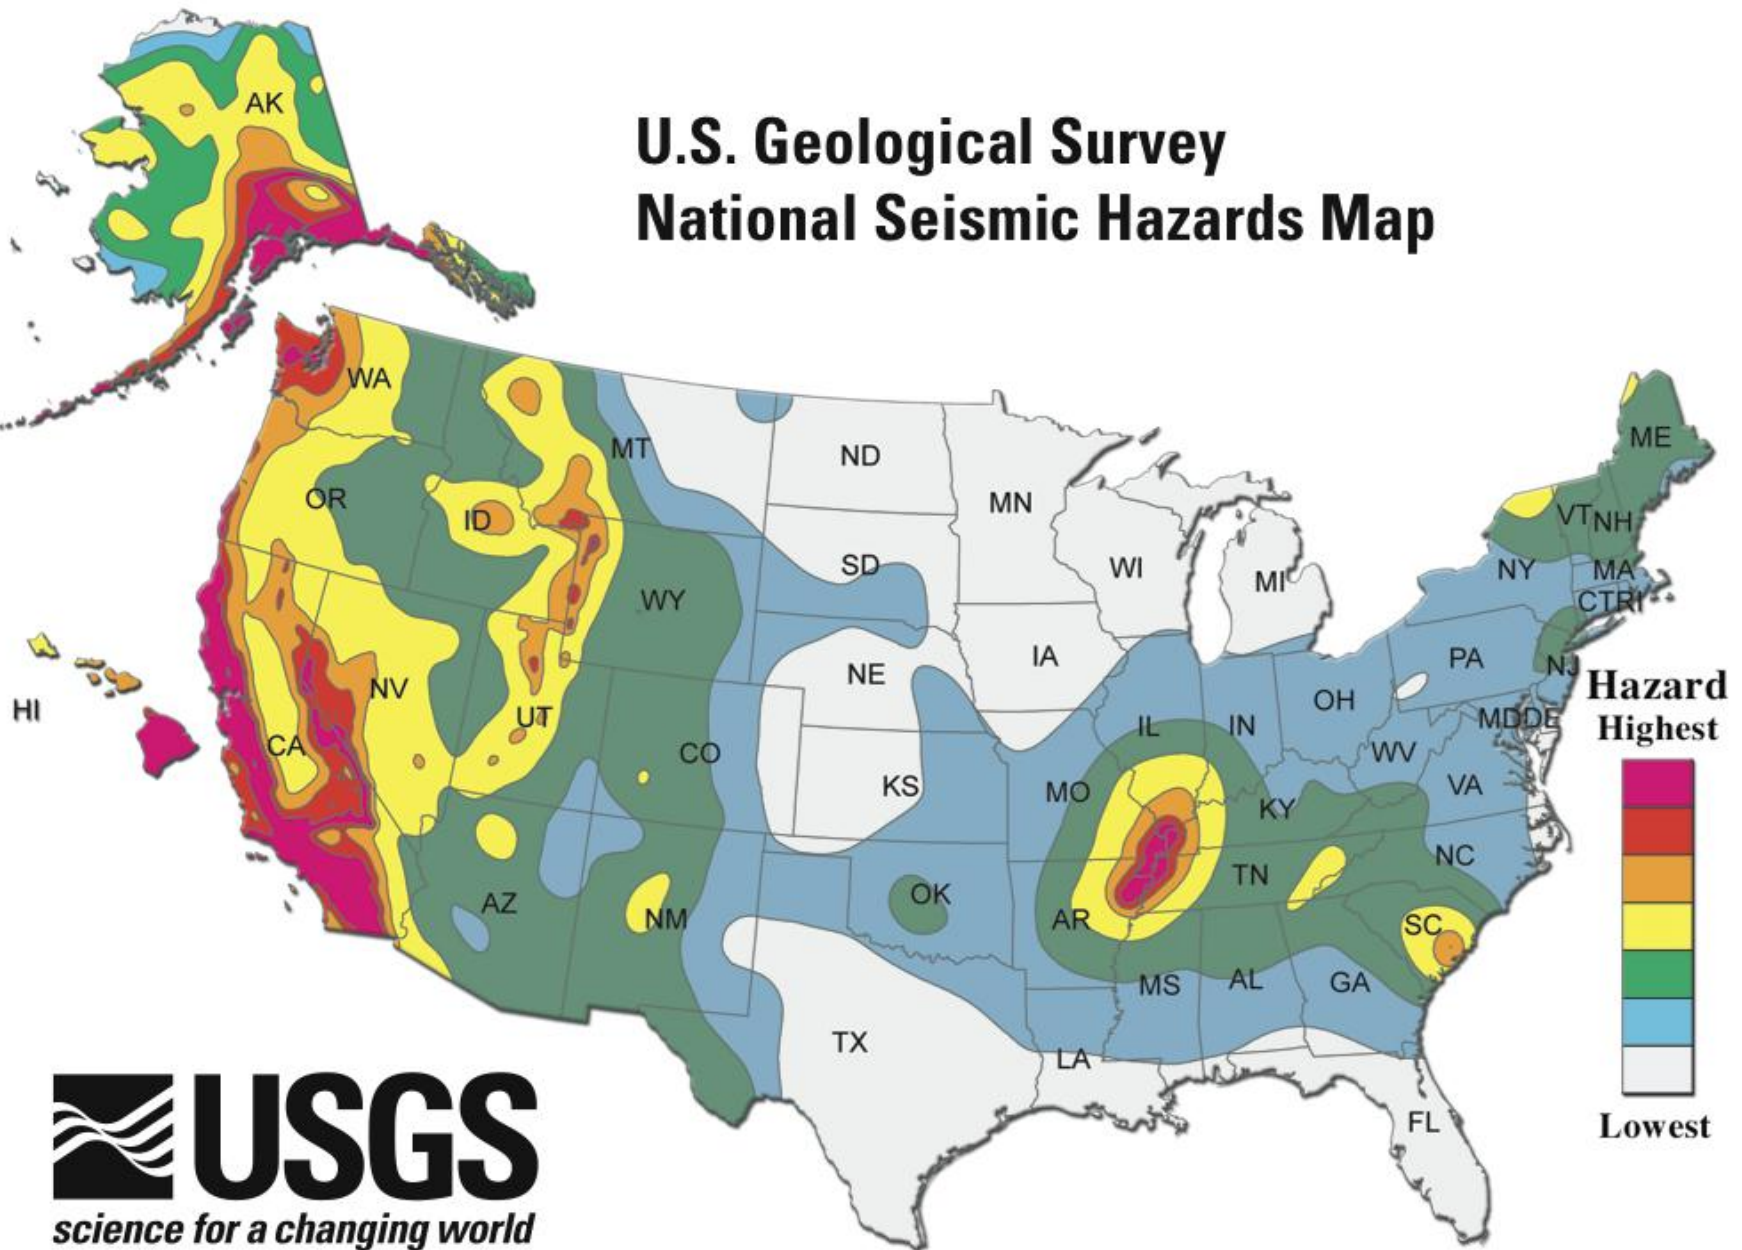 U.S. Geological Survey
National Seismic Hazards Map
AK
WA
MT
ND
MN
ME
OR
ID
SD
WI
MI
VT
NH
NY
MA
CT
RI
WY
HI
NV
UT
CA
CO
NE
IA
IL
IN
OH
PA
NJ
MD
DE
WV
VA
KS
MO
KY
AZ
NM
OK
AR
TN
NC
SC
MS
AL
GA
TX
LA
FL
Hazard
Highest
Lowest
USGS
science for a changing world